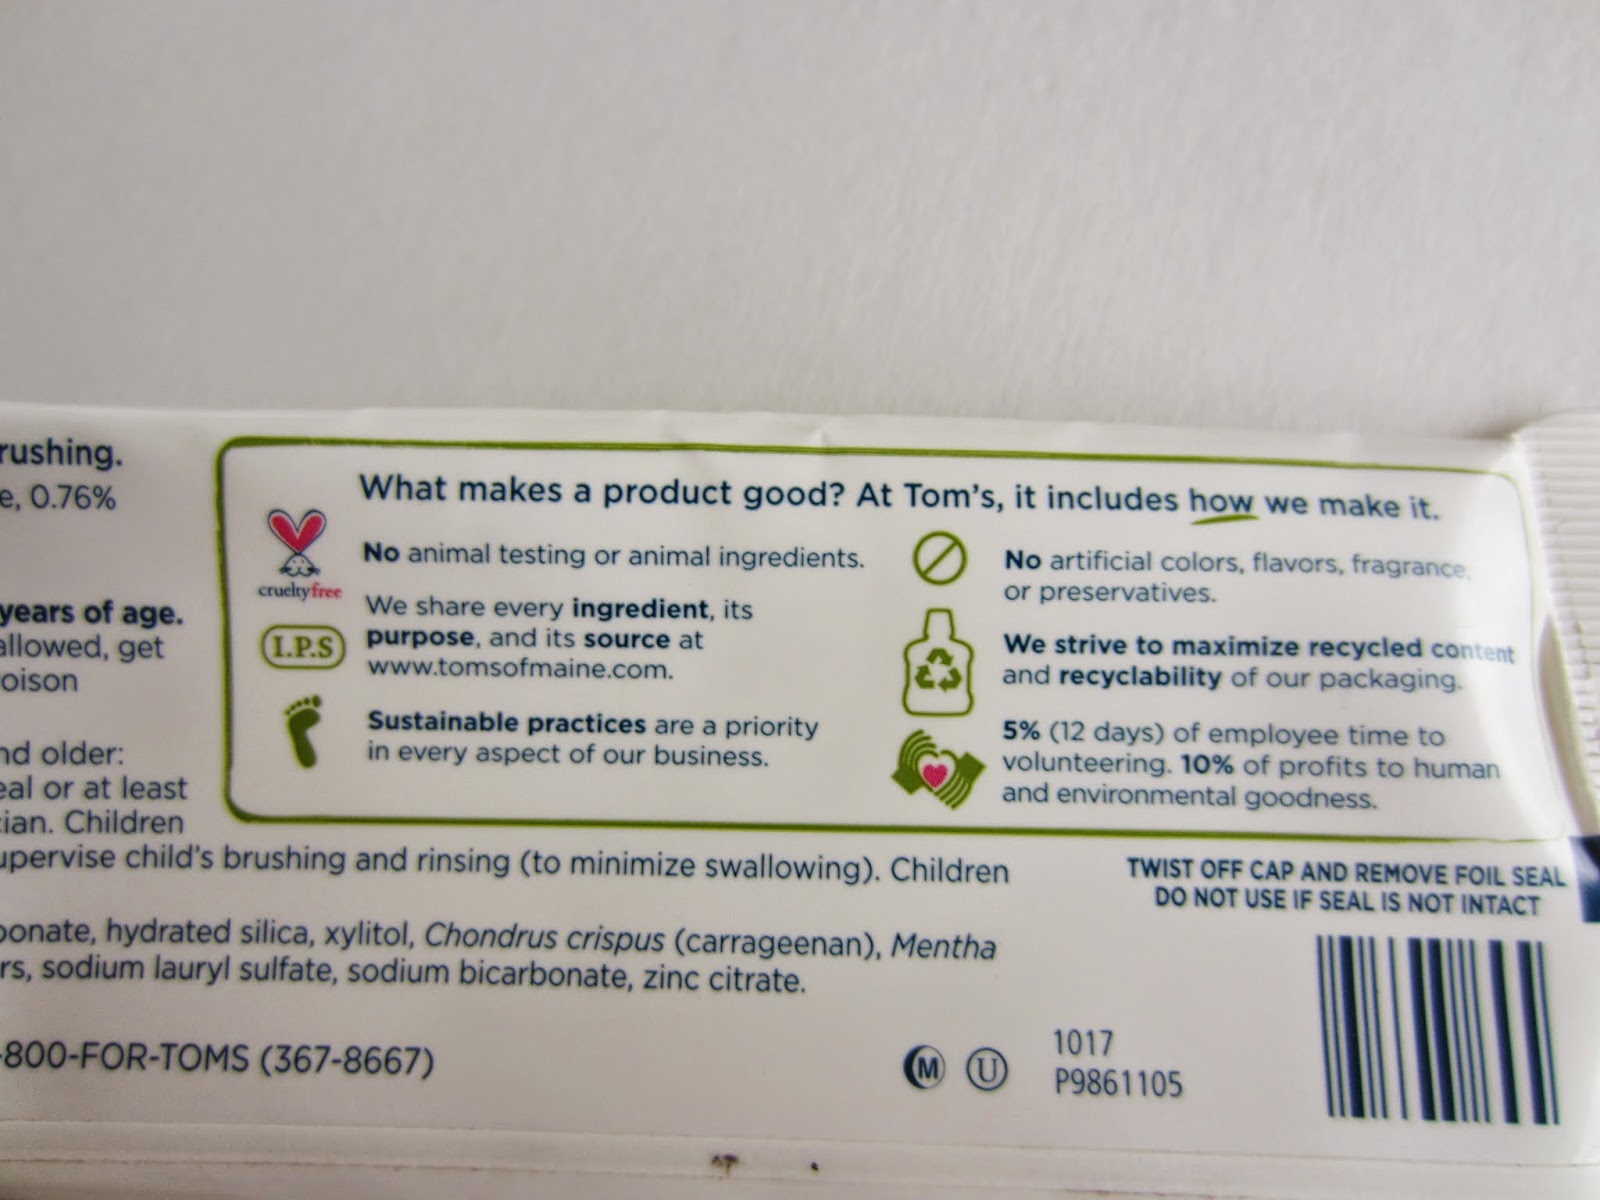 rushing.
e, 0.76%
years of age.
allowed, get
oison
nd older:
eal or at least
cian. Children
upervise child's brushing and rinsing (to minimize swallowing). Children
bonate, hydrated silica, xylitol, Chondrus crispus (carrageenan), Mentha
rs, sodium lauryl sulfate, sodium bicarbonate, zinc citrate.
-800-FOR-TOMS (367-8667)
What makes a product good? At Tom's, it includes how we make it.
crueltyfree
No animal testing or animal ingredients.
I.P.S
We share every ingredient, its
purpose, and its source at
www.tomsofmaine.com.
Sustainable practices are a priority
in every aspect of our business.
No artificial colors, flavors, fragrance,
or preservatives.
We strive to maximize recycled content
and recyclability of our packaging.
5% (12 days) of employee time to
volunteering. 10% of profits to human
and environmental goodness.
TWIST OFF CAP AND REMOVE FOIL SEAL
DO NOT USE IF SEAL IS NOT INTACT
M U
1017
P9861105